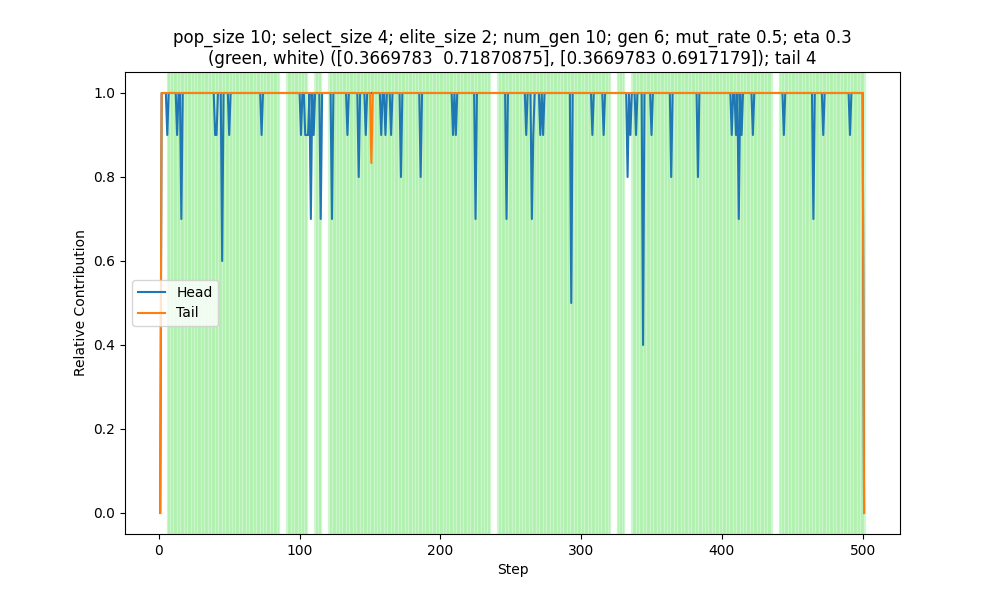 pop_size 10; select_size 4; elite_size 2; num_gen 10; gen 6; mut_rate 0.5; eta 0.3
(green, white) ([0.3669783  0.71870875], [0.3669783 0.6917179]); tail 4
1.0
0.8
0.6
0.4
0.2
0.0
Relative Contribution
Head
Tail
0
100
200
300
400
500
Step